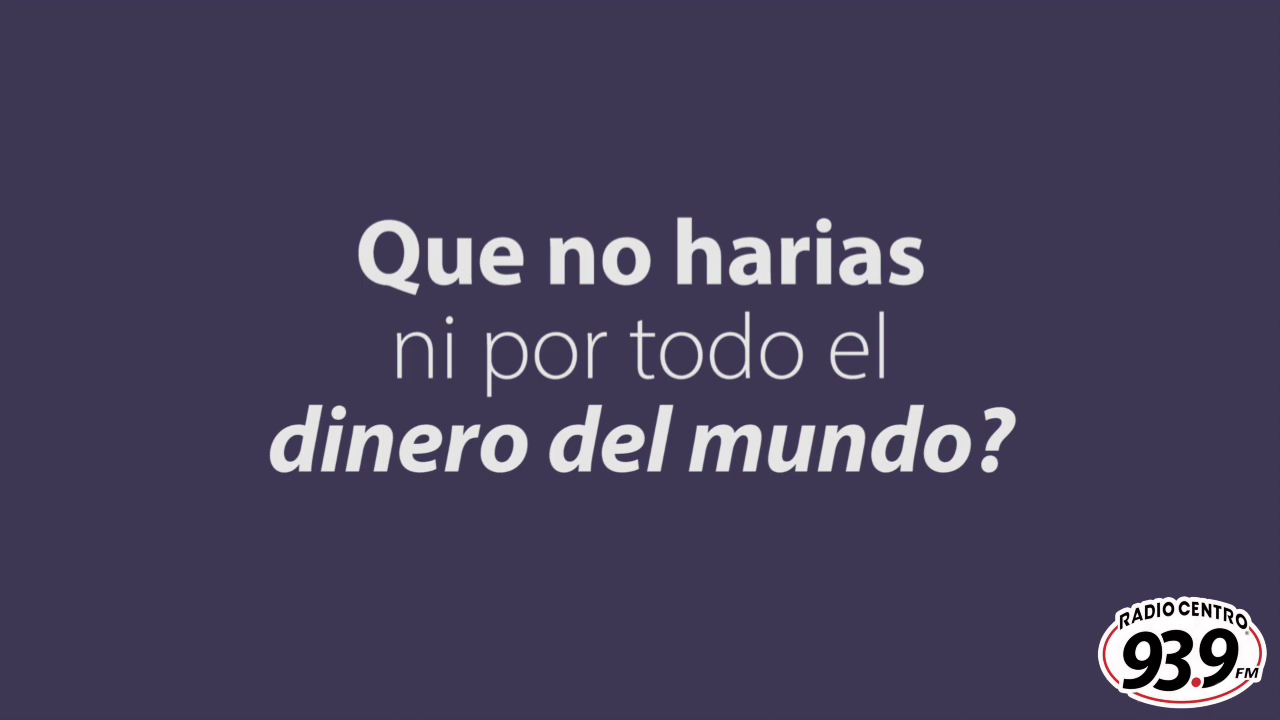 Que no harias
ni por todo el
dinero del mundo?
RADIO CENTRO
93.9 FM